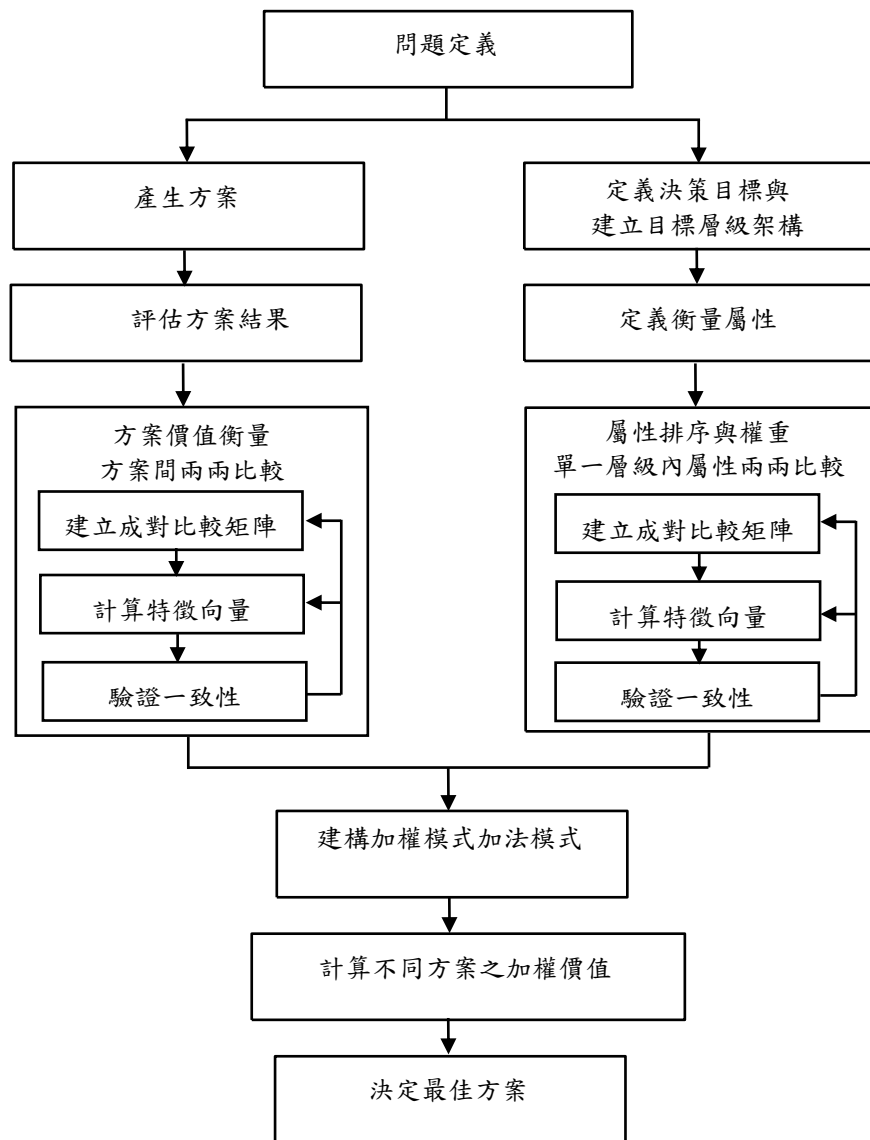 問題定義
產生方案
定義決策目標與
建立目標層級架構
評估方案結果
定義衡量屬性
方案價值衡量
方案間兩兩比較
建立成對比較矩陣
計算特徵向量
驗證一致性
屬性排序與權重
單一層級內屬性兩兩比較
建立成對比較矩陣
計算特徵向量
驗證一致性
建構加權模式加法模式
計算不同方案之加權價值
決定最佳方案